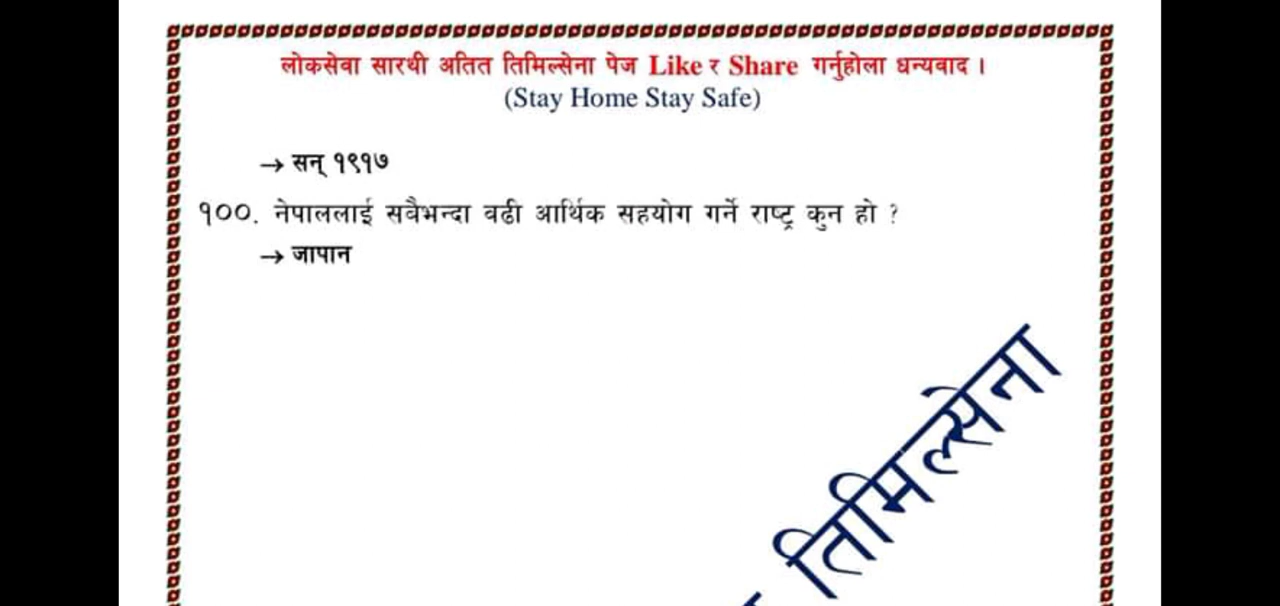 लोकसेवा सारथी अतित तिमिल्सेना पेज Like र Share गर्नुहोला धन्यवाद ।
(Stay Home Stay Safe)
→ सन् १९१७
१००. नेपाललाई सबैभन्दा बढी आर्थिक सहयोग गर्ने राष्ट्र कुन हो ?
→ जापान
तिमिल्सेना